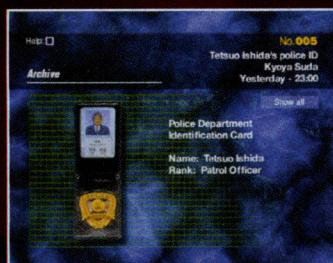 Help:
No.005
Tetsuo Ishida's police ID
Kyoya Suda
Archive
Yesterday - 23:00
Show all
Police Department
Identification Card
Name: Tetsuo Ishida
Rank: Patrol Officer